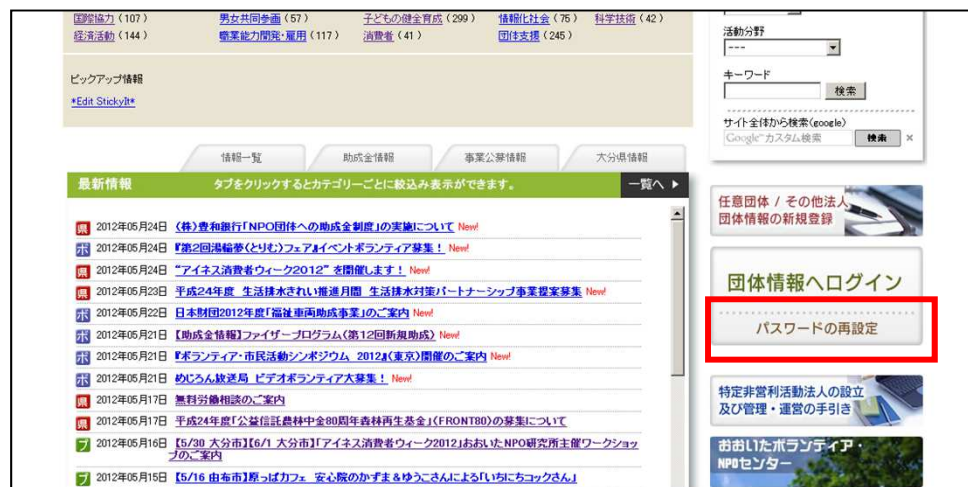 国際協力 (107) 男女共同参画 (57) 子どもの健全育成 (299) 情報化社会 (75) 科学技術 (42)
経済活動 (144) 職業能力開発・雇用 (117) 消費者 (41) 団体支援 (245)
ピックアップ情報
*Edit StickyIt*
活動分野
---
キーワード
検索
サイト全体から検索(google)
Google™カスタム検索 検索 ×
情報一覧 助成金情報 事業公募情報 大分県情報
最新情報 タブをクリックするとカテゴリーごとに絞込み表示ができます。 一覧へ ▶
県 2012年05月24日 (株)豊和銀行「NPO団体への助成金制度」の実施について New!
ボ 2012年05月24日 『第2回湯輪夢(とりむ)フェア』イベントボランティア募集！ New!
県 2012年05月24日 “アイネス消費者ウィーク2012” を開催します！ New!
県 2012年05月23日 平成24年度 生活排水きれい推進月間 生活排水対策パートナーシップ事業提案募集 New!
ボ 2012年05月22日 日本財団2012年度「福祉車両助成事業」のご案内 New!
ボ 2012年05月21日 【助成金情報】ファイザープログラム(第12回新規助成) New!
ボ 2012年05月21日 『ボランティア・市民活動シンポジウム 2012』(東京)開催のご案内 New!
ボ 2012年05月21日 めじろん放送局 ビデオボランティア大募集！ New!
県 2012年05月17日 無料労働相談のご案内
県 2012年05月17日 平成24年度「公益信託農林中金80周年森林再生基金」(FRONT80)の募集について
ブ 2012年05月16日 【5/30 大分市】【6/1 大分市】「アイネス消費者ウィーク2012」おおいたNPO研究所主催ワークショップのご案内
ブ 2012年05月15日 【5/16 由布市】原っぱカフェ 安心院のかずま＆ゆうこさんによる「いちにちコックさん」
任意団体 / その他法人
団体情報の新規登録
団体情報へログイン
パスワードの再設定
特定非営利活動法人の設立
及び管理・運営の手引き
おおいたボランティア・
NPOセンター